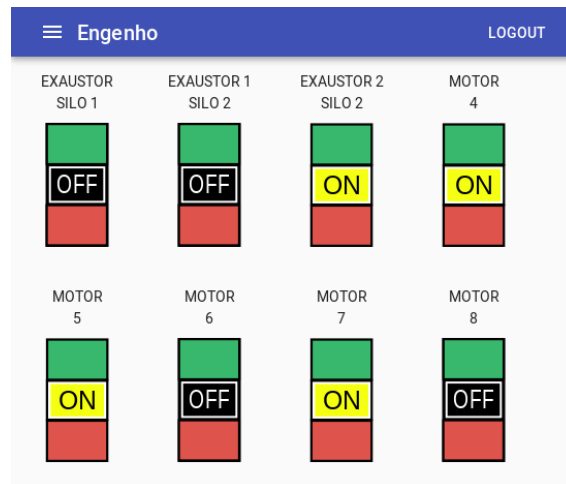 Engenho LOGOUT
EXAUSTOR SILO 1
EXAUSTOR 1 SILO 2
EXAUSTOR 2 SILO 2
MOTOR 4
OFF OFF ON ON
MOTOR 5
MOTOR 6
MOTOR 7
MOTOR 8
ON OFF ON OFF